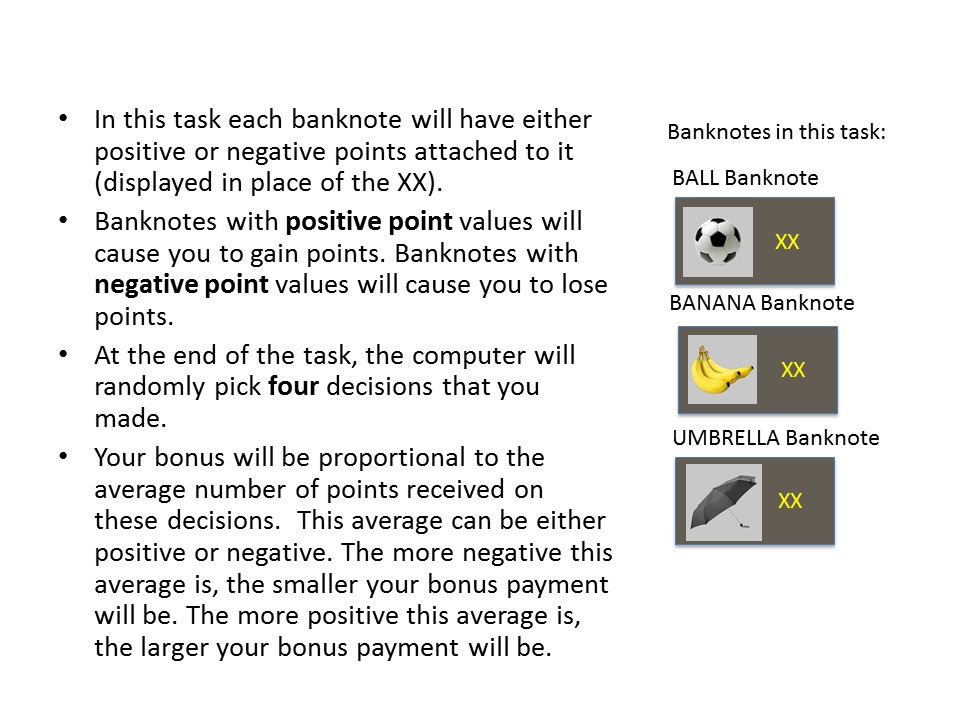 • In this task each banknote will have either
positive or negative points attached to it
(displayed in place of the XX).
• Banknotes with positive point values will
cause you to gain points. Banknotes with
negative point values will cause you to lose
points.
• At the end of the task, the computer will
randomly pick four decisions that you
made.
• Your bonus will be proportional to the
average number of points received on
these decisions.  This average can be either
positive or negative. The more negative this
average is, the smaller your bonus payment
will be. The more positive this average is,
the larger your bonus payment will be.
Banknotes in this task:
BALL Banknote
XX
BANANA Banknote
XX
UMBRELLA Banknote
XX